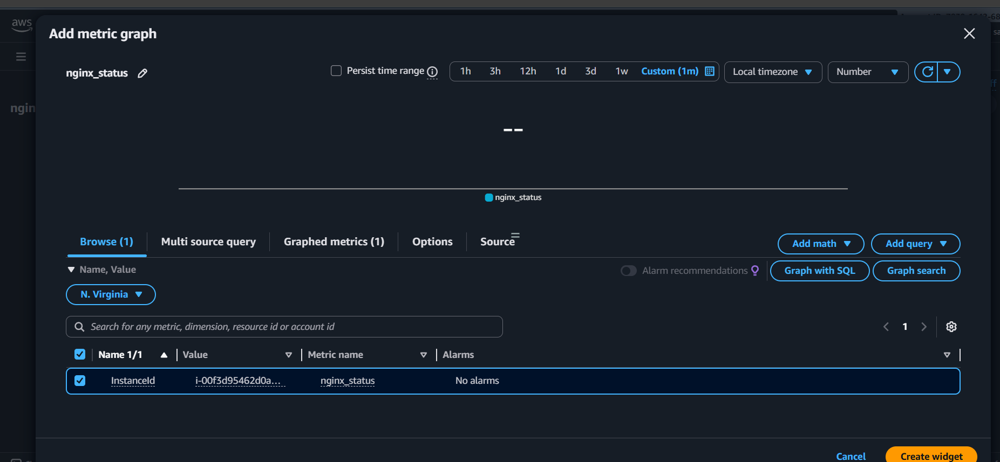 aws
Add metric graph
nginx_status
Persist time range
1h 3h 12h 1d 3d 1w Custom (1m)
Local timezone
Number
ngin
--
nginx_status
Browse (1)
Multi source query
Graphed metrics (1)
Options
Source
Add math
Add query
Name, Value
Alarm recommendations
Graph with SQL
Graph search
N. Virginia
Search for any metric, dimension, resource id or account id
1
Name 1/1 Value Metric name Alarms
InstanceId i-00f3d95462d0a... nginx_status No alarms
Cancel
Create widget